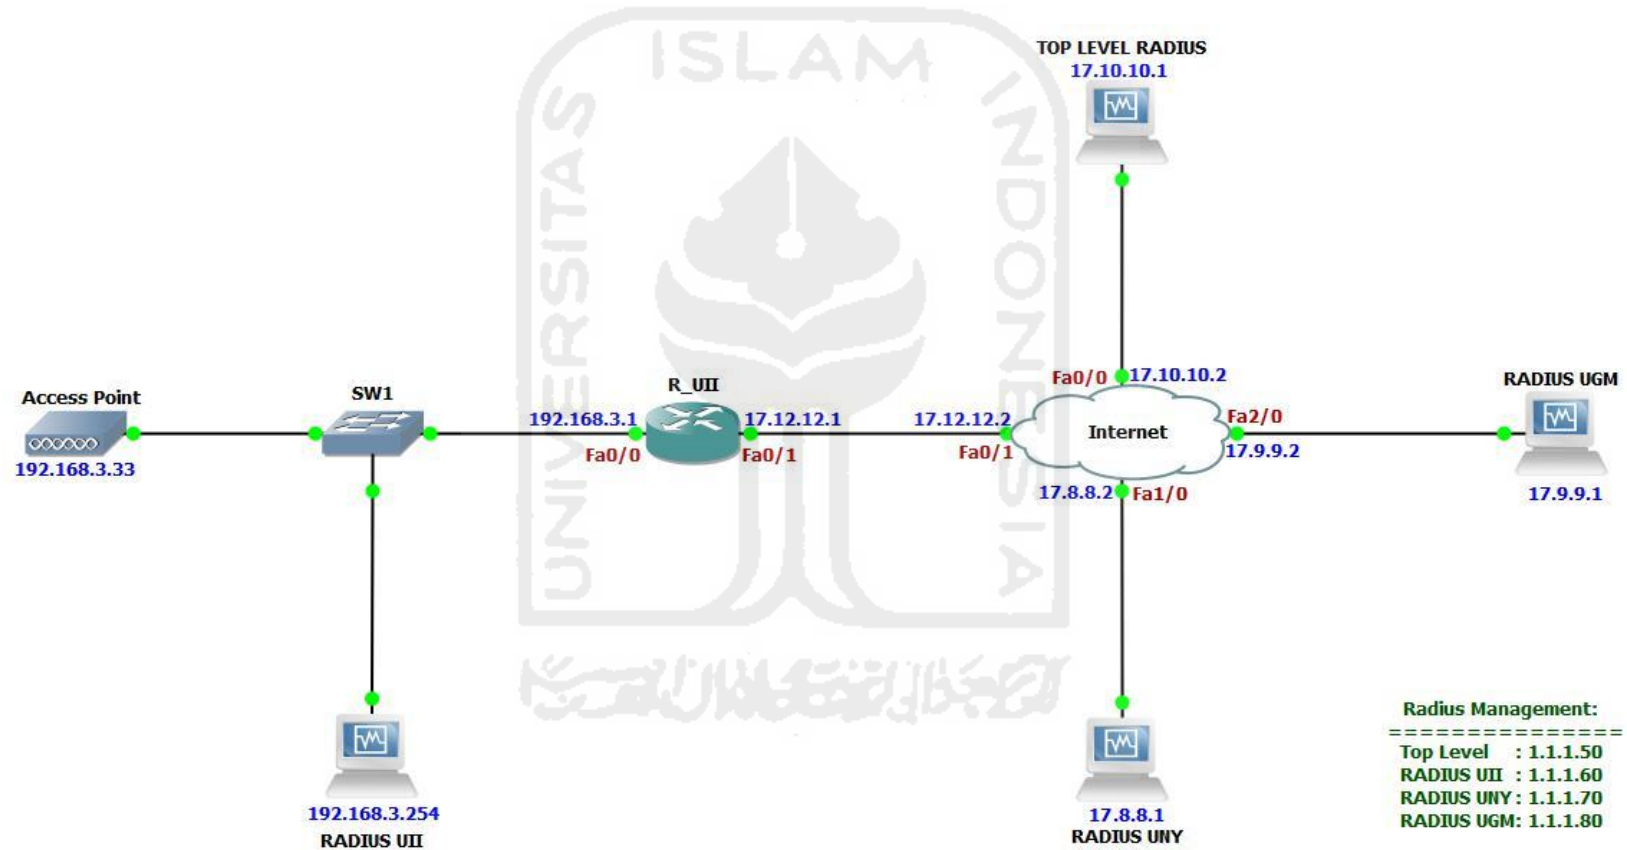 UNIVERSITAS
ISLAM
INDONESIA
TOP LEVEL RADIUS
17.10.10.1
Fa0/0 17.10.10.2
Access Point
192.168.3.33
SW1
R_UII
192.168.3.1
Fa0/0
17.12.12.1
Fa0/1
17.12.12.2
Fa0/1
Internet
Fa2/0
17.9.9.2
RADIUS UGM
17.9.9.1
17.8.8.2 Fa1/0
192.168.3.254
RADIUS UII
17.8.8.1
RADIUS UNY
Radius Management:
===============
Top Level : 1.1.1.50
RADIUS UII : 1.1.1.60
RADIUS UNY : 1.1.1.70
RADIUS UGM: 1.1.1.80